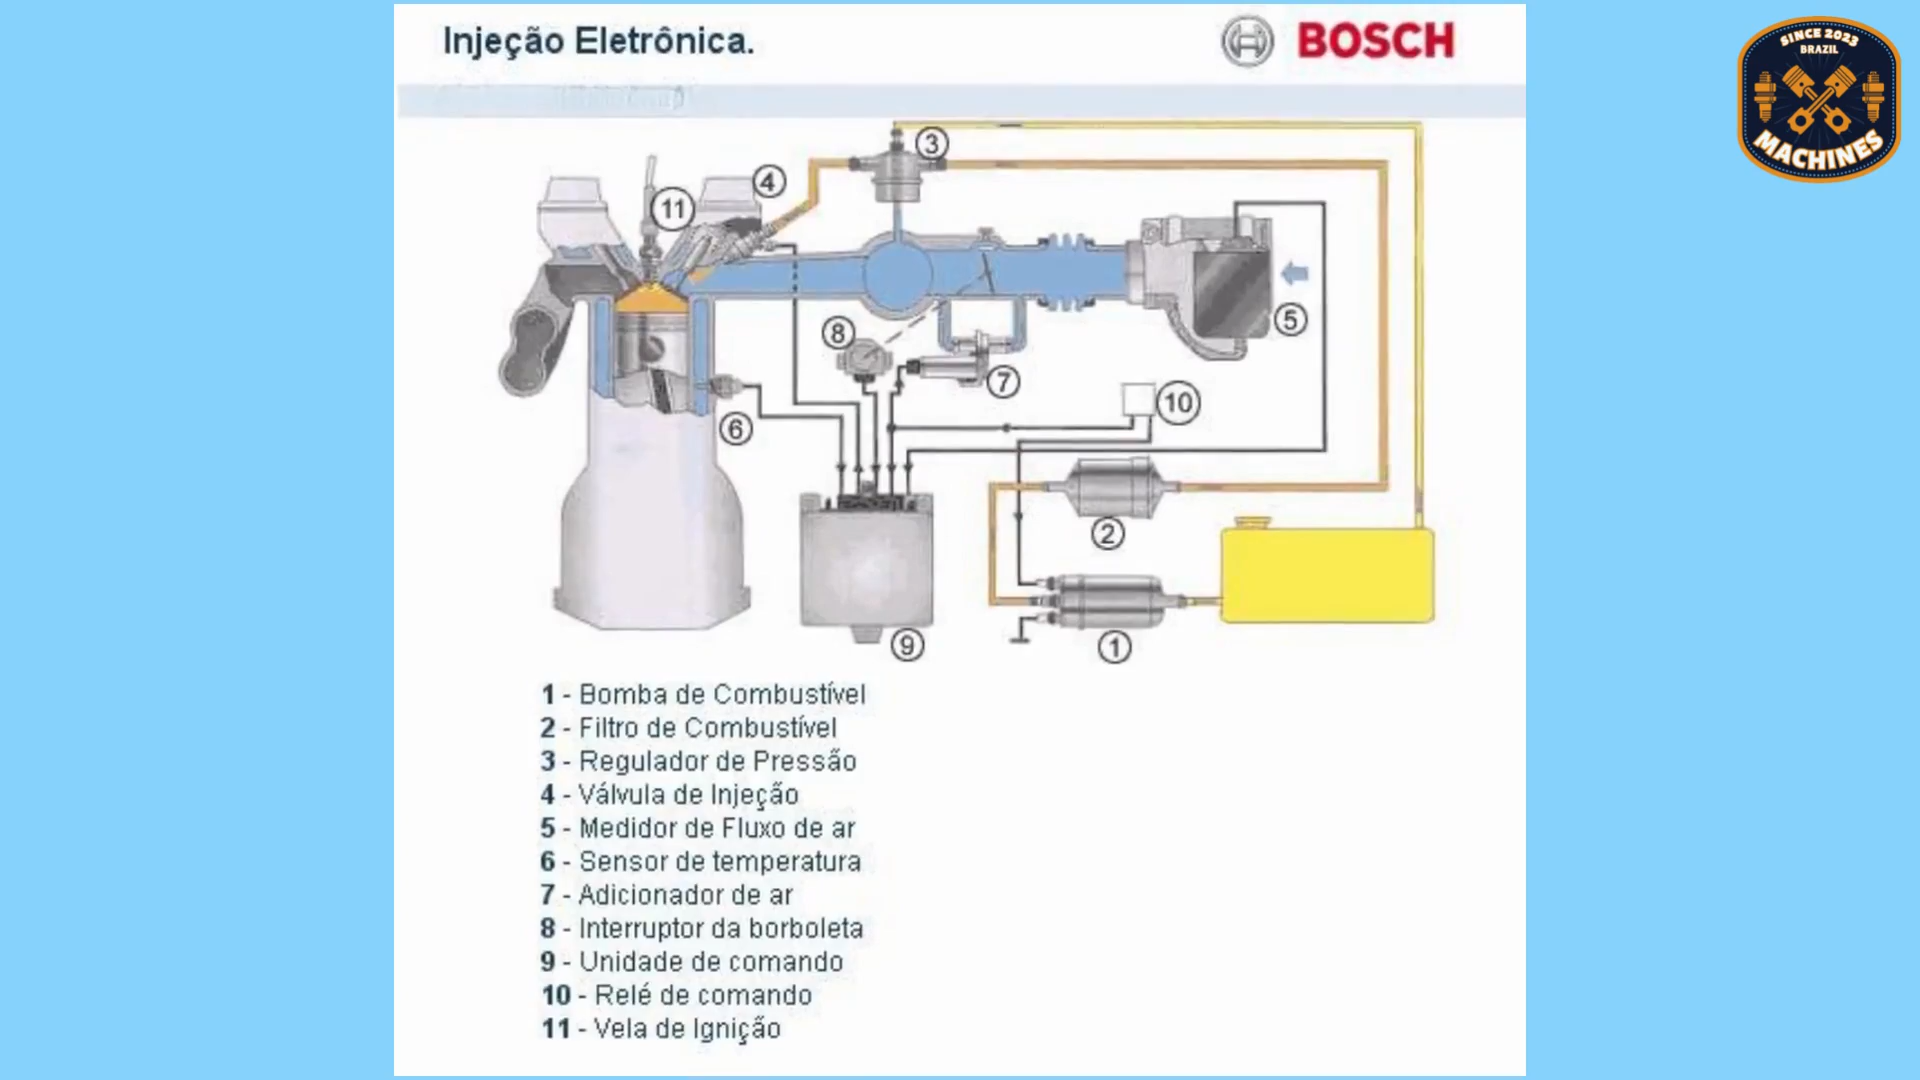 Injeção Eletrônica.
BOSCH
SINCE 2023
BRAZIL
MACHINES
3
4
11
5
8
7
10
6
2
9
1
1 - Bomba de Combustível
2 - Filtro de Combustível
3 - Regulador de Pressão
4 - Válvula de Injeção
5 - Medidor de Fluxo de ar
6 - Sensor de temperatura
7 - Adicionador de ar
8 - Interruptor da borboleta
9 - Unidade de comando
10 - Relé de comando
11 - Vela de Ignição